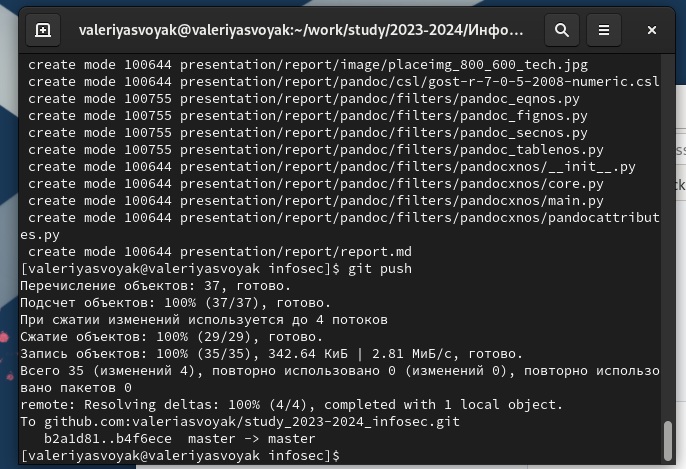 valeriyasvoyak@valeriyasvoyak:~/work/study/2023-2024/Инфо...
create mode 100644 presentation/report/image/placeimg_800_600_tech.jpg
create mode 100644 presentation/report/pandoc/csl/gost-r-7-0-5-2008-numeric.csl
create mode 100755 presentation/report/pandoc/filters/pandoc_eqnos.py
create mode 100755 presentation/report/pandoc/filters/pandoc_fignos.py
create mode 100755 presentation/report/pandoc/filters/pandoc_secnos.py
create mode 100755 presentation/report/pandoc/filters/pandoc_tablenos.py
create mode 100644 presentation/report/pandoc/filters/pandocxnos/__init__.py
create mode 100644 presentation/report/pandoc/filters/pandocxnos/core.py
create mode 100644 presentation/report/pandoc/filters/pandocxnos/main.py
create mode 100644 presentation/report/pandoc/filters/pandocxnos/pandocattribut
es.py
create mode 100644 presentation/report/report.md
[valeriyasvoyak@valeriyasvoyak infosec]$ git push
Перечисление объектов: 37, готово.
Подсчет объектов: 100% (37/37), готово.
При сжатии изменений используется до 4 потоков
Сжатие объектов: 100% (29/29), готово.
Запись объектов: 100% (35/35), 342.64 КиБ | 2.81 МиБ/с, готово.
Всего 35 (изменений 4), повторно использовано 0 (изменений 0), повторно использо
вано пакетов 0
remote: Resolving deltas: 100% (4/4), completed with 1 local object.
To github.com:valeriasvoyak/study_2023-2024_infosec.git
b2a1d81..b4f6ece  master -> master
[valeriyasvoyak@valeriyasvoyak infosec]$